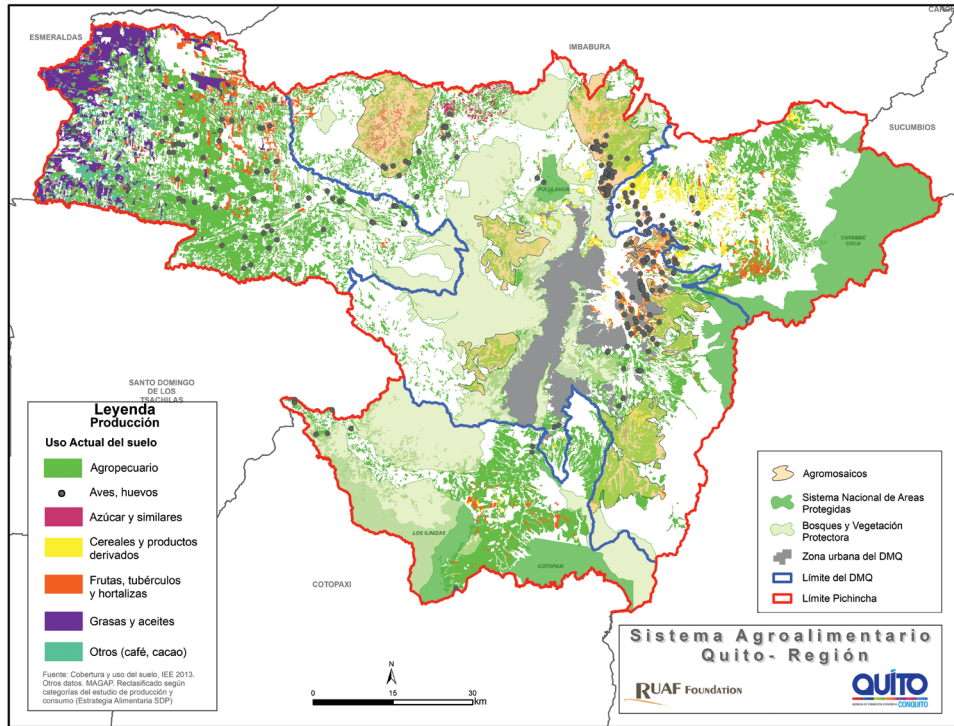 ESMERALDAS
IMBABURA
SUCUMBIOS
PULULAHUA
CAYAMBE
COCA
SANTO DOMINGO
DE LOS
TSACHILAS
LOS ILINIZAS
COTOPAXI
COTOPAXI
Leyenda
Producción
Uso Actual del suelo
Agropecuario
Aves, huevos
Azúcar y similares
Cereales y productos
derivados
Frutas, tubérculos
y hortalizas
Grasas y aceites
Otros (café, cacao)
Fuente: Cobertura y uso del suelo, IEE 2013.
Otros datos. MAGAP. Reclasificado según
categorías del estudio de producción y
consumo (Estrategia Alimentaria SDP)
N
0 15 30
km
Agromosaicos
Sistema Nacional de Areas
Protegidas
Bosques y Vegetación
Protectora
Zona urbana del DMQ
Límite del DMQ
Límite Pichincha
Sistema Agroalimentario
Quito- Región
RUAF FOUNDATION
QUITO
CONQUITO